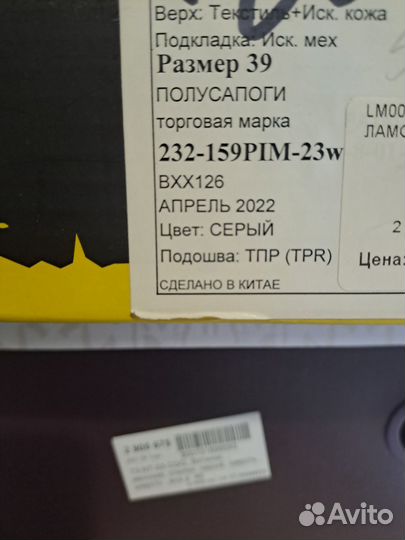 Верх: Текстиль+Иск. кожа
Подкладка: Иск. мех
Размер 39
ПОЛУСАПОГИ
торговая марка
232-159PIM-23w
BXX126
АПРЕЛЬ 2022
Цвет: СЕРЫЙ
Подошва: ТПР (TPR)
СДЕЛАНО В КИТАЕ
LM00
ЛАМО
2
Цена:
Avito